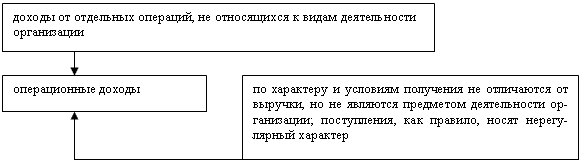 доходы от отдельных операций, не относящихся к видам деятельности
организации
операционные доходы
по характеру и условиям получения не отличаются от
выручки, но не являются предметом деятельности ор-
ганизации; поступления, как правило, носят нерегу-
лярный характер